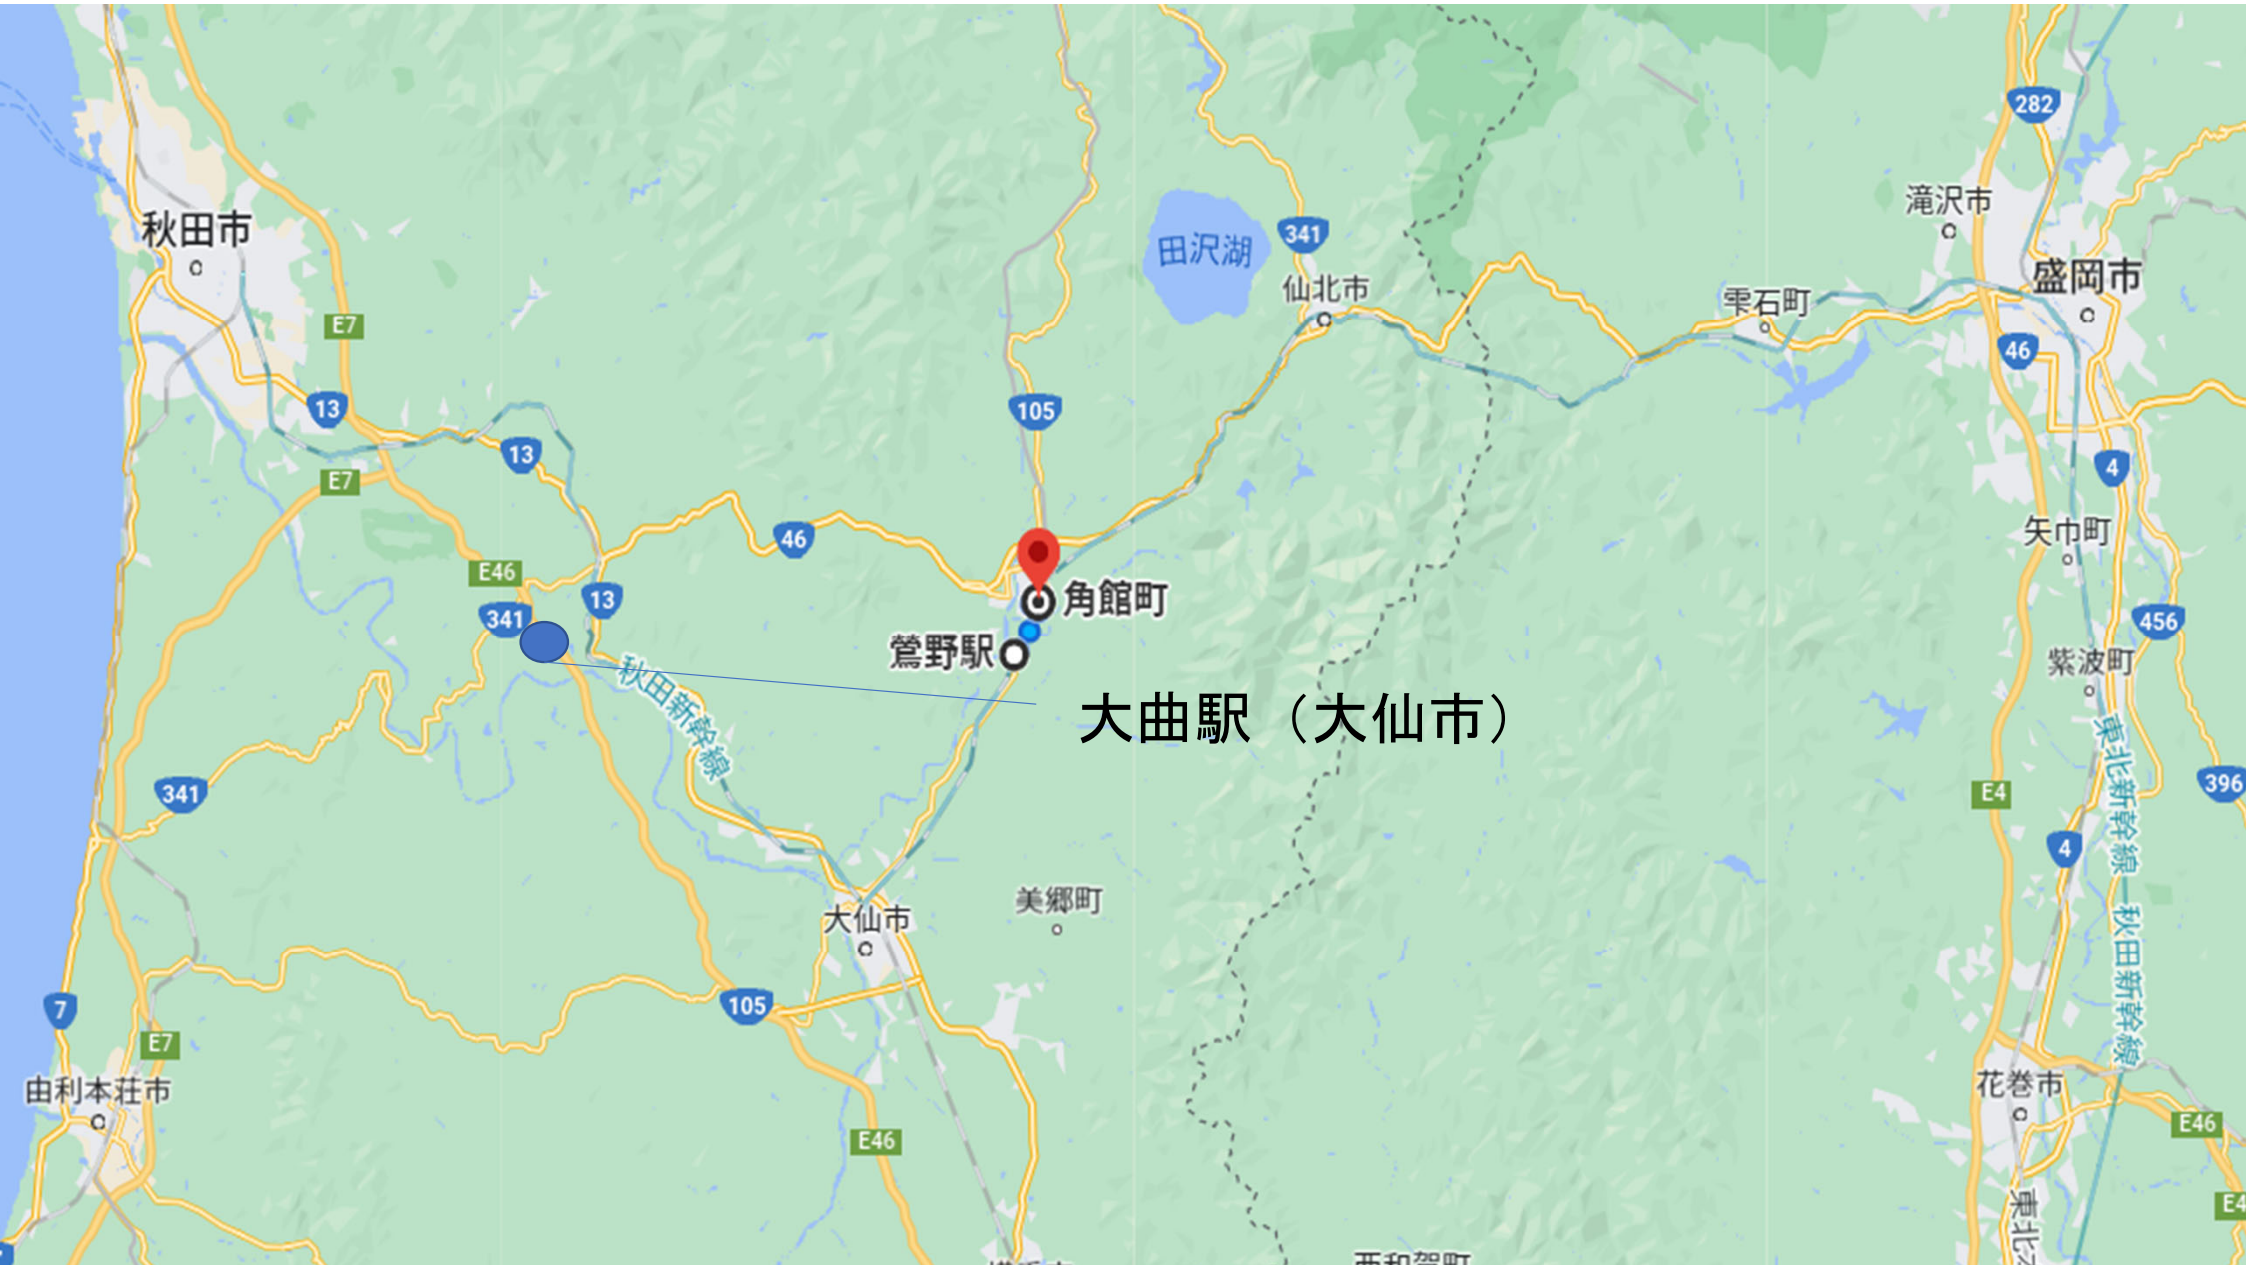 282
滝沢市
秋田市
341
田沢湖
盛岡市
仙北市
雫石町
E7
46
13
105
13
4
E7
46
矢巾町
E46
13
角館町
341
456
鶯野駅
紫波町
秋田新幹線
大曲駅（大仙市）
東北新幹線－秋田新幹線
396
341
E4
4
美郷町
大仙市
105
7
E7
花巻市
由利本荘市
E46
E46